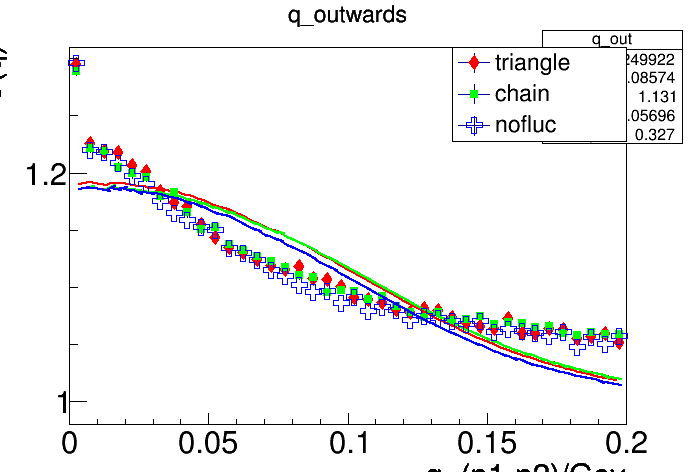 q_outwards
q_out
249922
.08574
1.131
.05696
0.327
triangle
chain
nofluc
1.2
1
0 0.05 0.1 0.15 0.2